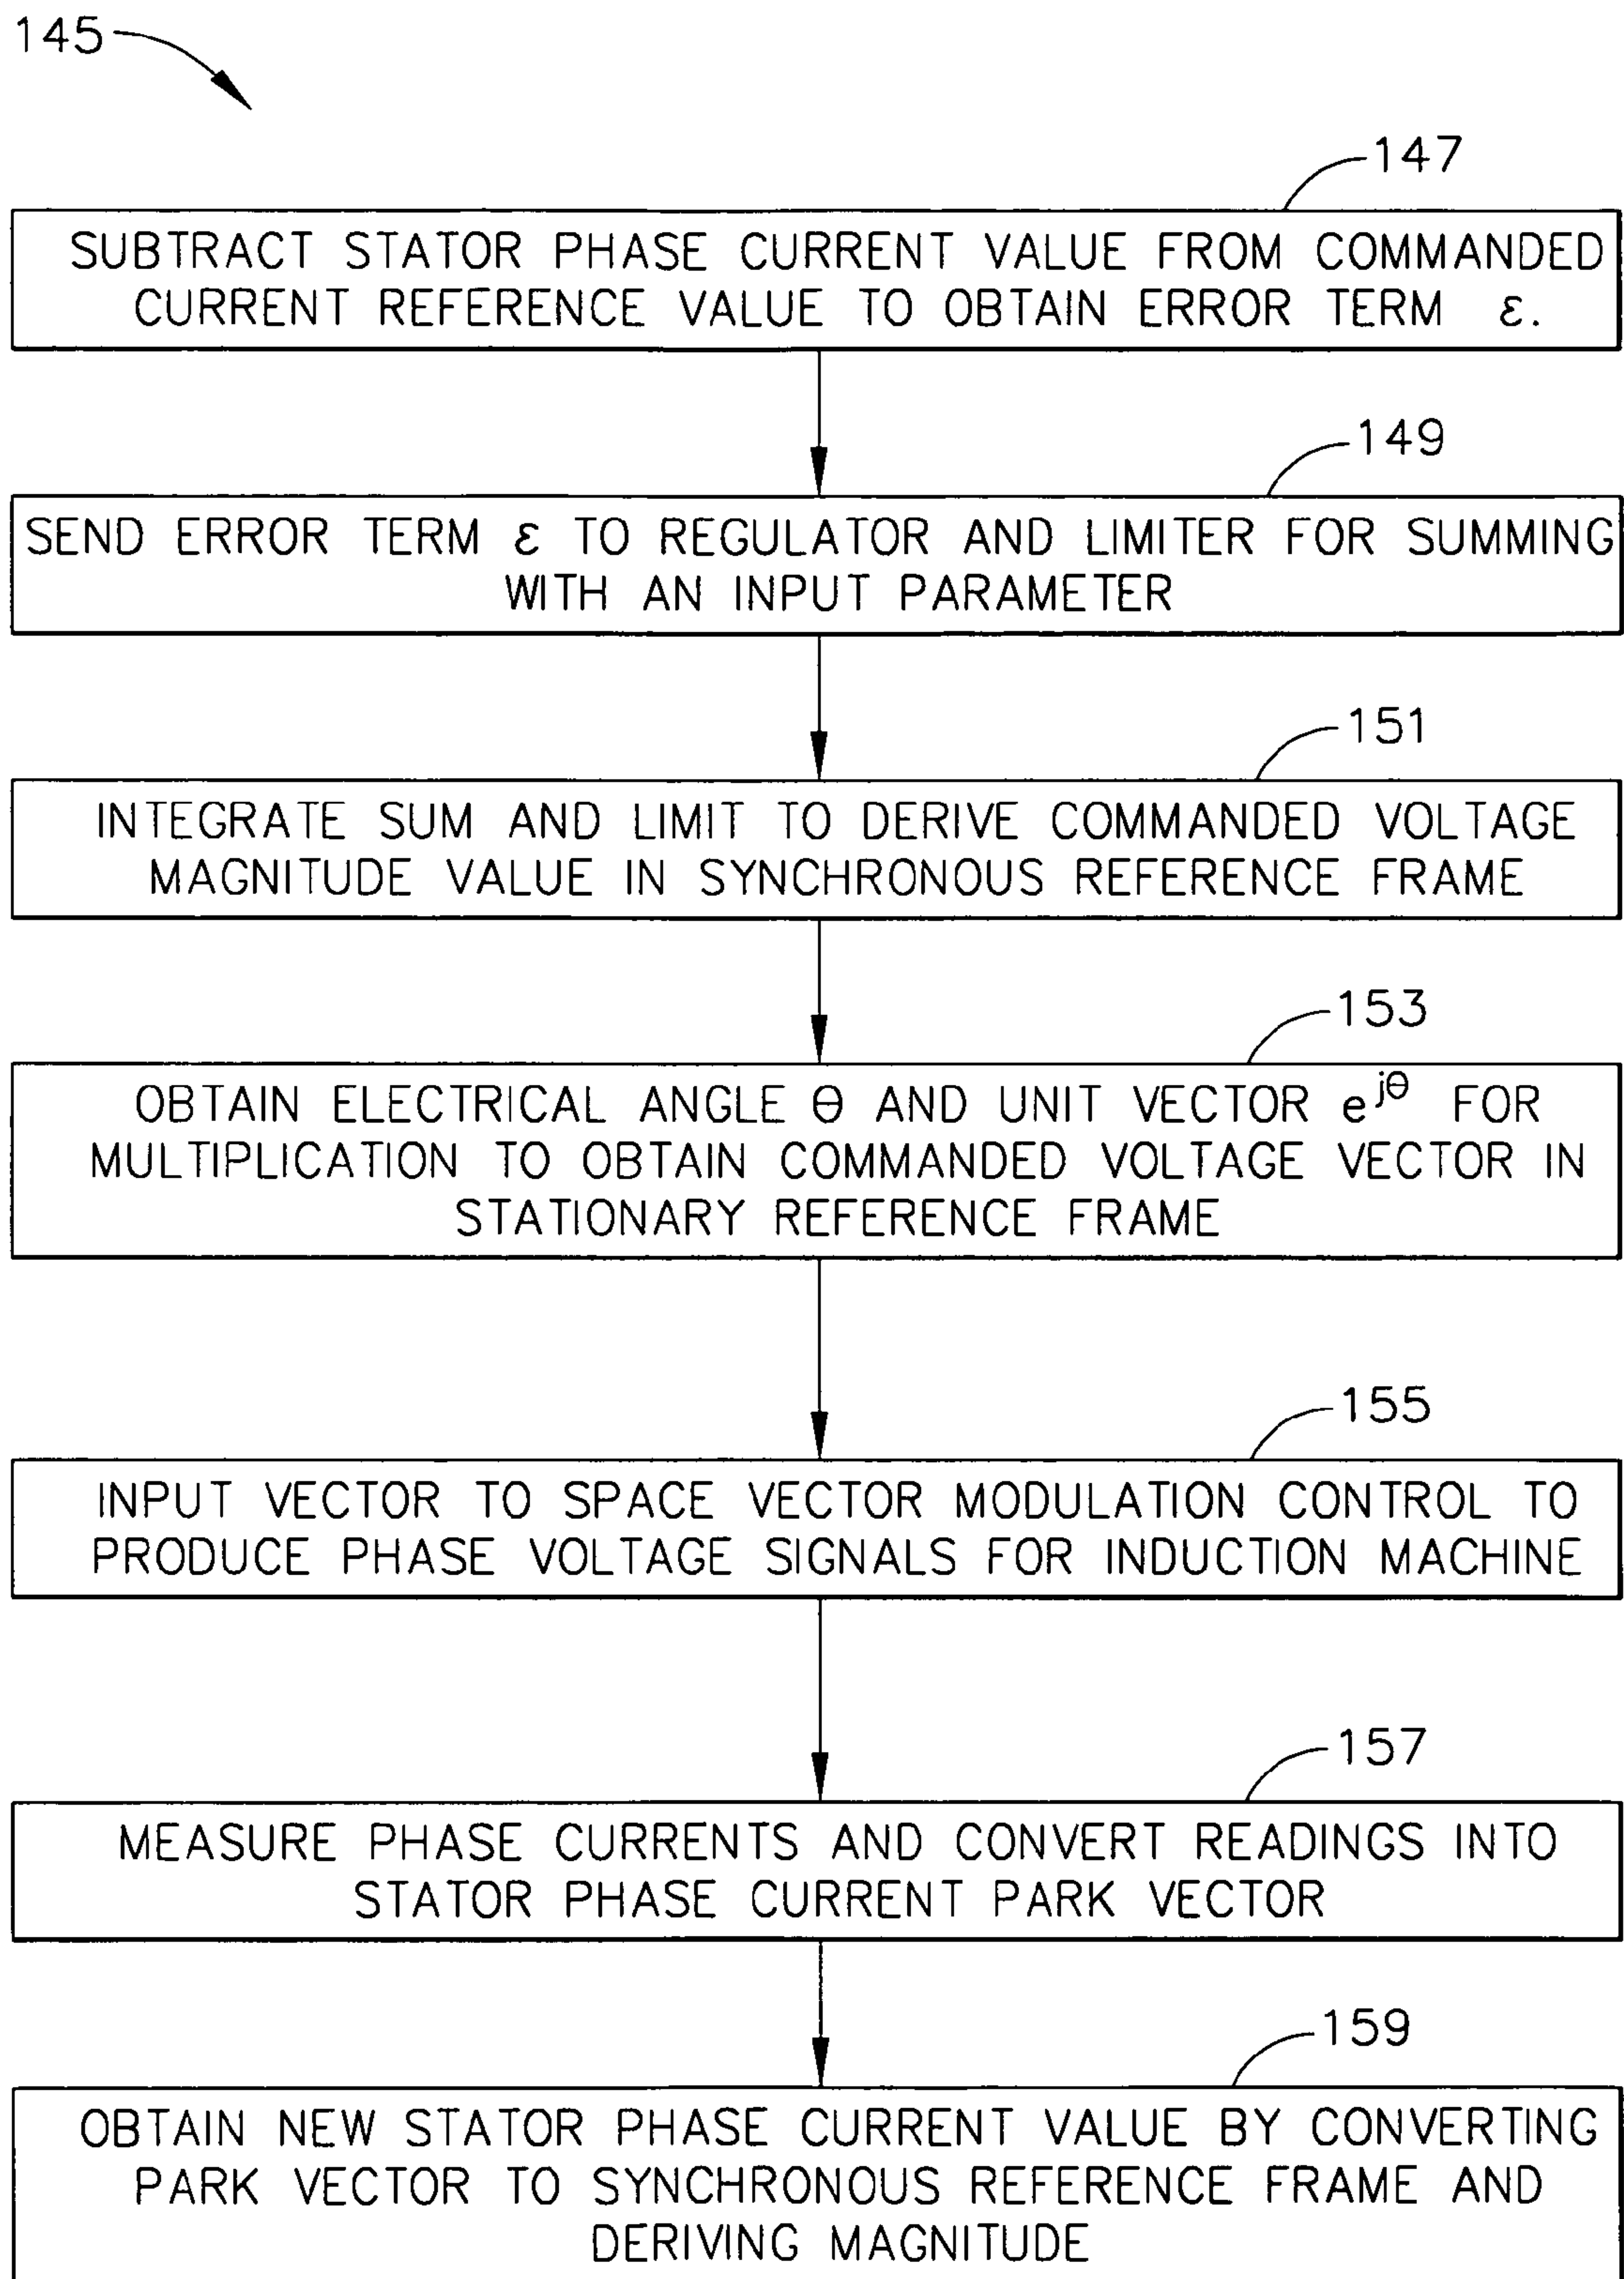 145
147
SUBTRACT STATOR PHASE CURRENT VALUE FROM COMMANDED
CURRENT REFERENCE VALUE TO OBTAIN ERROR TERM ε.
149
SEND ERROR TERM ε TO REGULATOR AND LIMITER FOR SUMMING
WITH AN INPUT PARAMETER
151
INTEGRATE SUM AND LIMIT TO DERIVE COMMANDED VOLTAGE
MAGNITUDE VALUE IN SYNCHRONOUS REFERENCE FRAME
153
OBTAIN ELECTRICAL ANGLE θ AND UNIT VECTOR e^jθ FOR
MULTIPLICATION TO OBTAIN COMMANDED VOLTAGE VECTOR IN
STATIONARY REFERENCE FRAME
155
INPUT VECTOR TO SPACE VECTOR MODULATION CONTROL TO
PRODUCE PHASE VOLTAGE SIGNALS FOR INDUCTION MACHINE
157
MEASURE PHASE CURRENTS AND CONVERT READINGS INTO
STATOR PHASE CURRENT PARK VECTOR
159
OBTAIN NEW STATOR PHASE CURRENT VALUE BY CONVERTING
PARK VECTOR TO SYNCHRONOUS REFERENCE FRAME AND
DERIVING MAGNITUDE